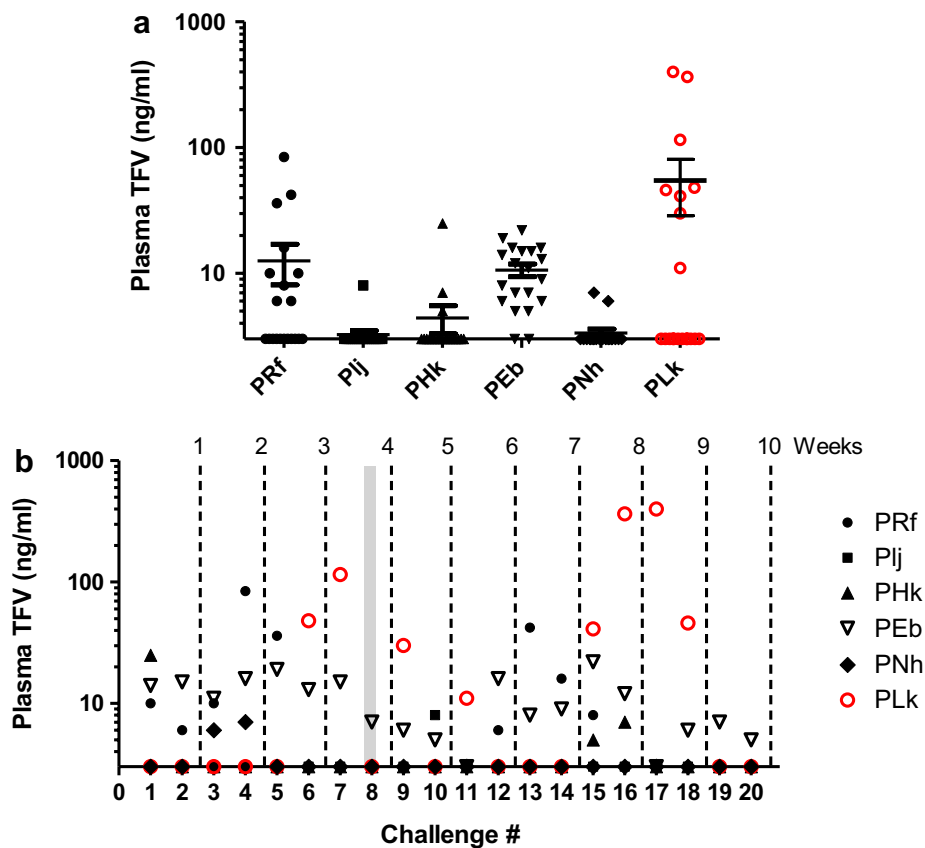 a
Plasma TFV (ng/ml)
1000
100
10
PRf
PIj
PHk
PEb
PNh
PLk
b
1 2 3 4 5 6 7 8 9 10 Weeks
Plasma TFV (ng/ml)
1000
100
10
0 1 2 3 4 5 6 7 8 9 10 11 12 13 14 15 16 17 18 19 20
Challenge #
PRf
PIj
PHk
PEb
PNh
PLk